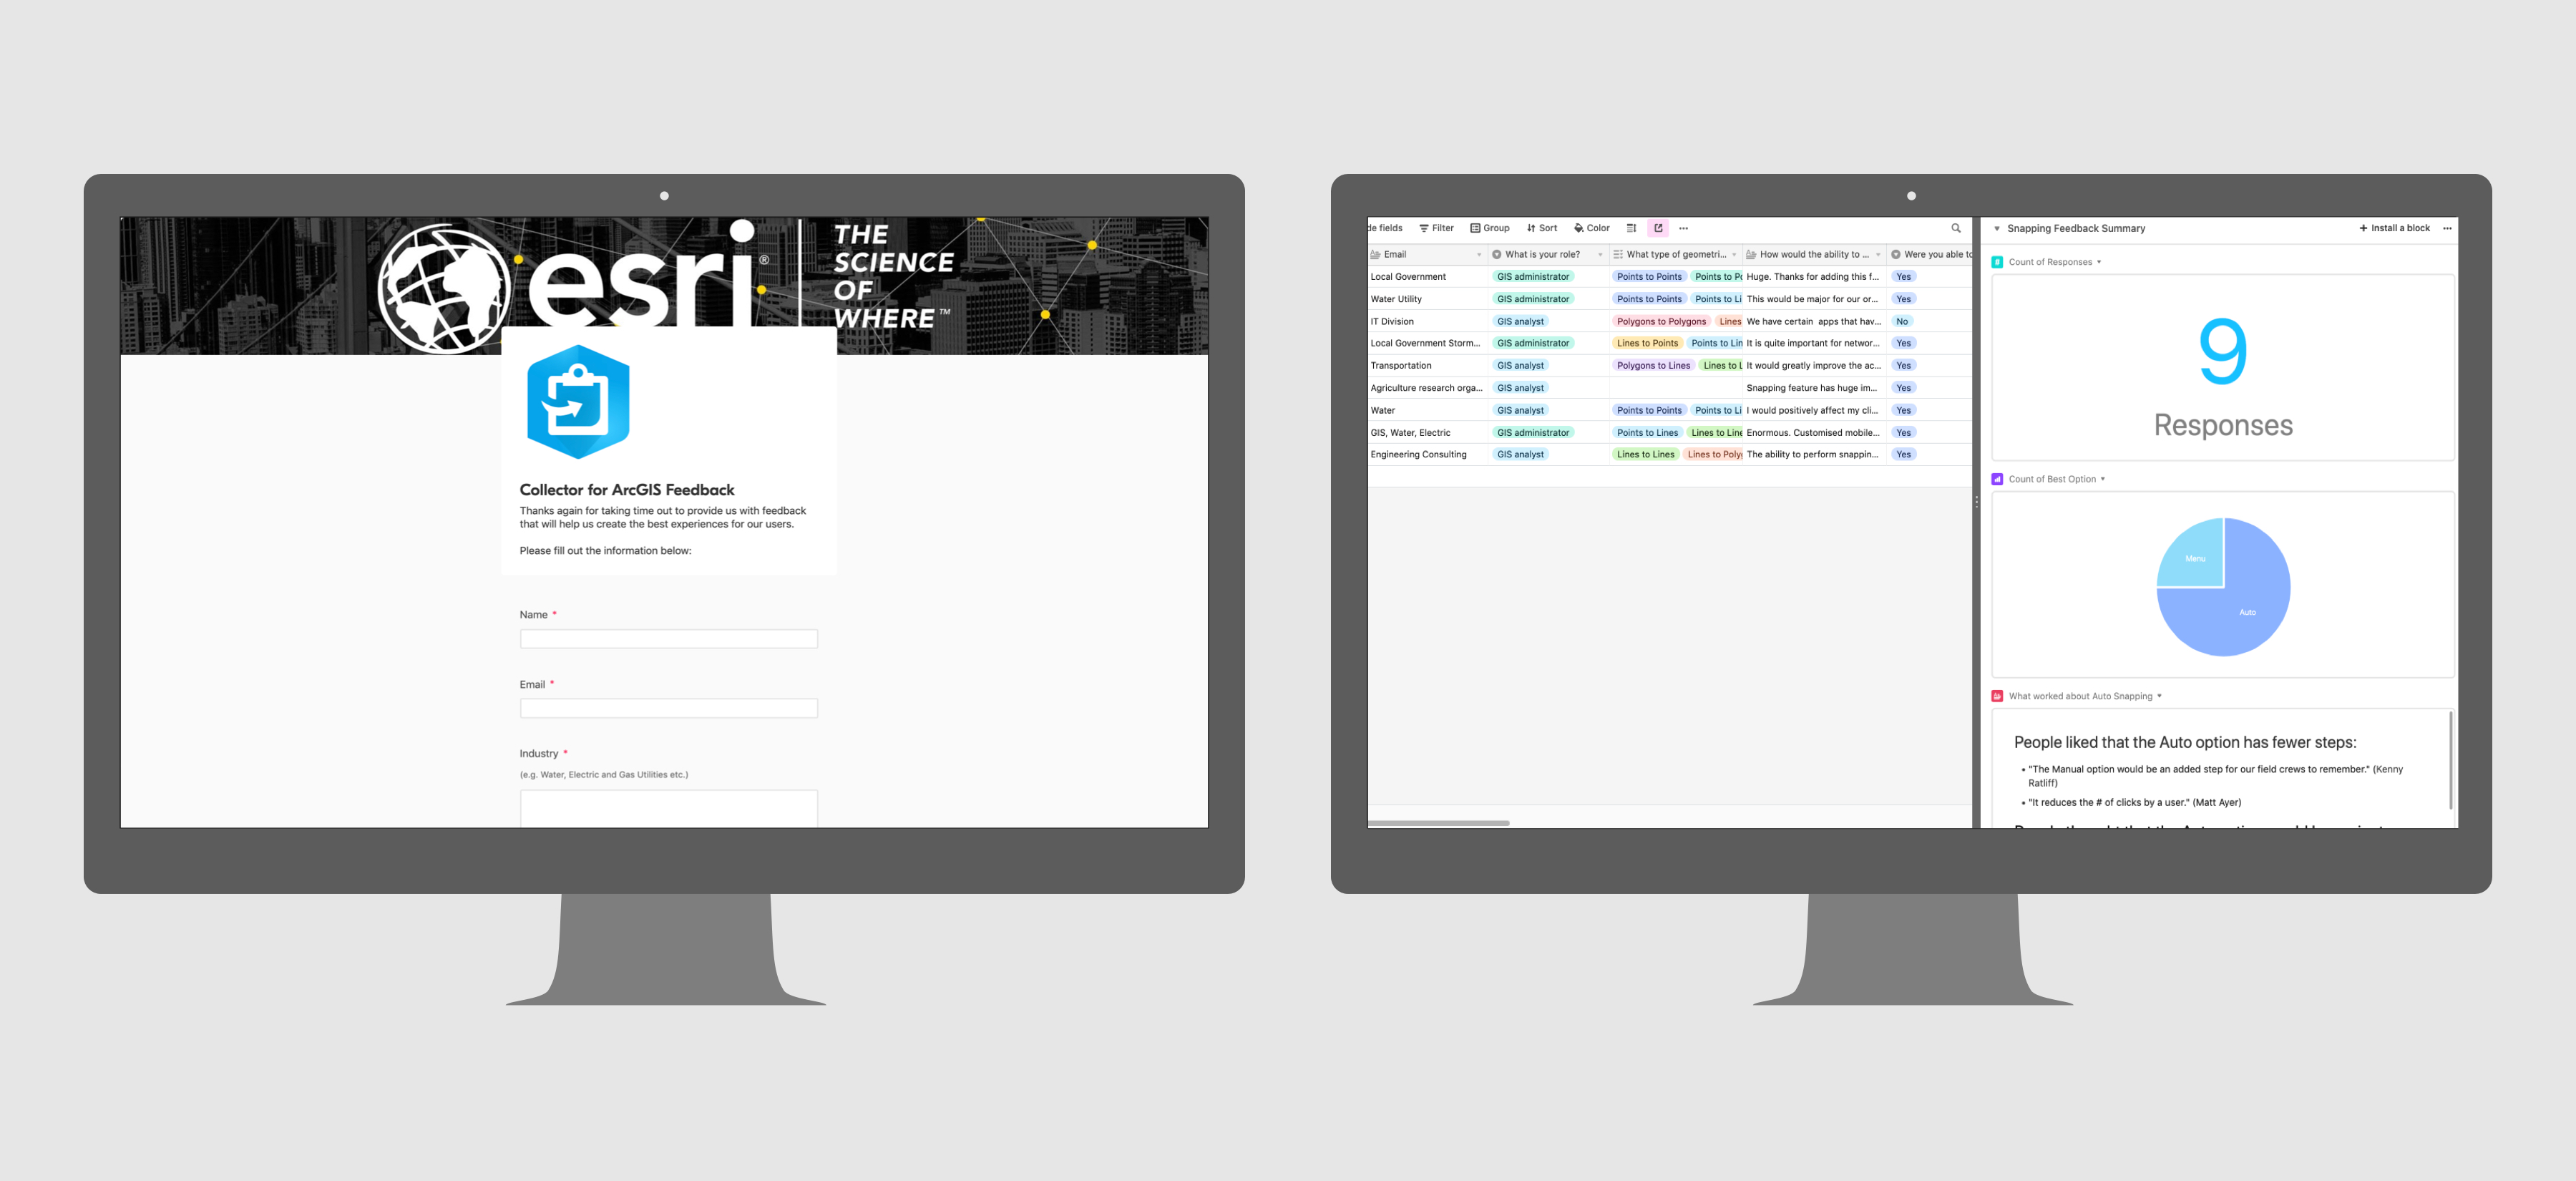 esri®
THE
SCIENCE
OF
WHERE™
Collector for ArcGIS Feedback
Thanks again for taking time out to provide us with feedback
that will help us create the best experiences for our users.
Please fill out the information below:
Name *
Email *
Industry *
(e.g. Water, Electric and Gas Utilities etc.)
de fields Filter Group Sort Color ...
Email What is your role? What type of geometri... How would the ability to ... Were you able to
Local Government GIS administrator Points to Points Points to Huge. Thanks for adding this f... Yes
Water Utility GIS administrator Points to Points Points to Li This would be major for our or... Yes
IT Division GIS analyst Polygons to Polygons Lines We have certain apps that hav... No
Local Government Storm... GIS administrator Lines to Points Points to Lin It is quite important for networ... Yes
Transportation GIS analyst Polygons to Lines Lines to L It would greatly improve the ac... Yes
Agriculture research orga... GIS analyst Snapping feature has huge im... Yes
Water GIS analyst Points to Points Points to Li I would positively affect my cli... Yes
GIS, Water, Electric GIS administrator Points to Lines Lines to Line Enormous. Customised mobile... Yes
Engineering Consulting GIS analyst Lines to Lines Lines to Poly The ability to perform snappin... Yes
Snapping Feedback Summary + Install a block ...
# Count of Responses
9
Responses
Count of Best Option
Menu
Auto
What worked about Auto Snapping
People liked that the Auto option has fewer steps:
• "The Manual option would be an added step for our field crews to remember." (Kenny
Ratliff)
• "It reduces the # of clicks by a user." (Matt Ayer)